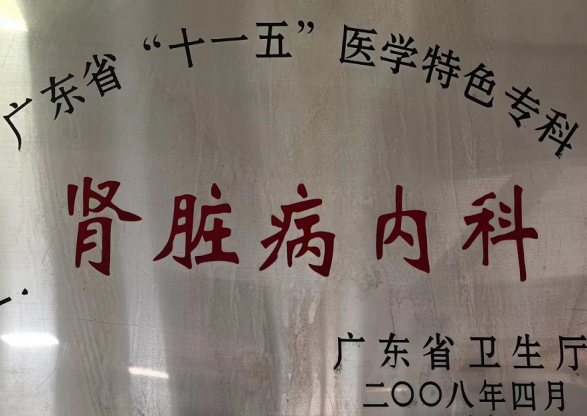 广东省“十一五”医学特色专科
肾脏病内科
广东省卫生厅
二〇〇八年四月